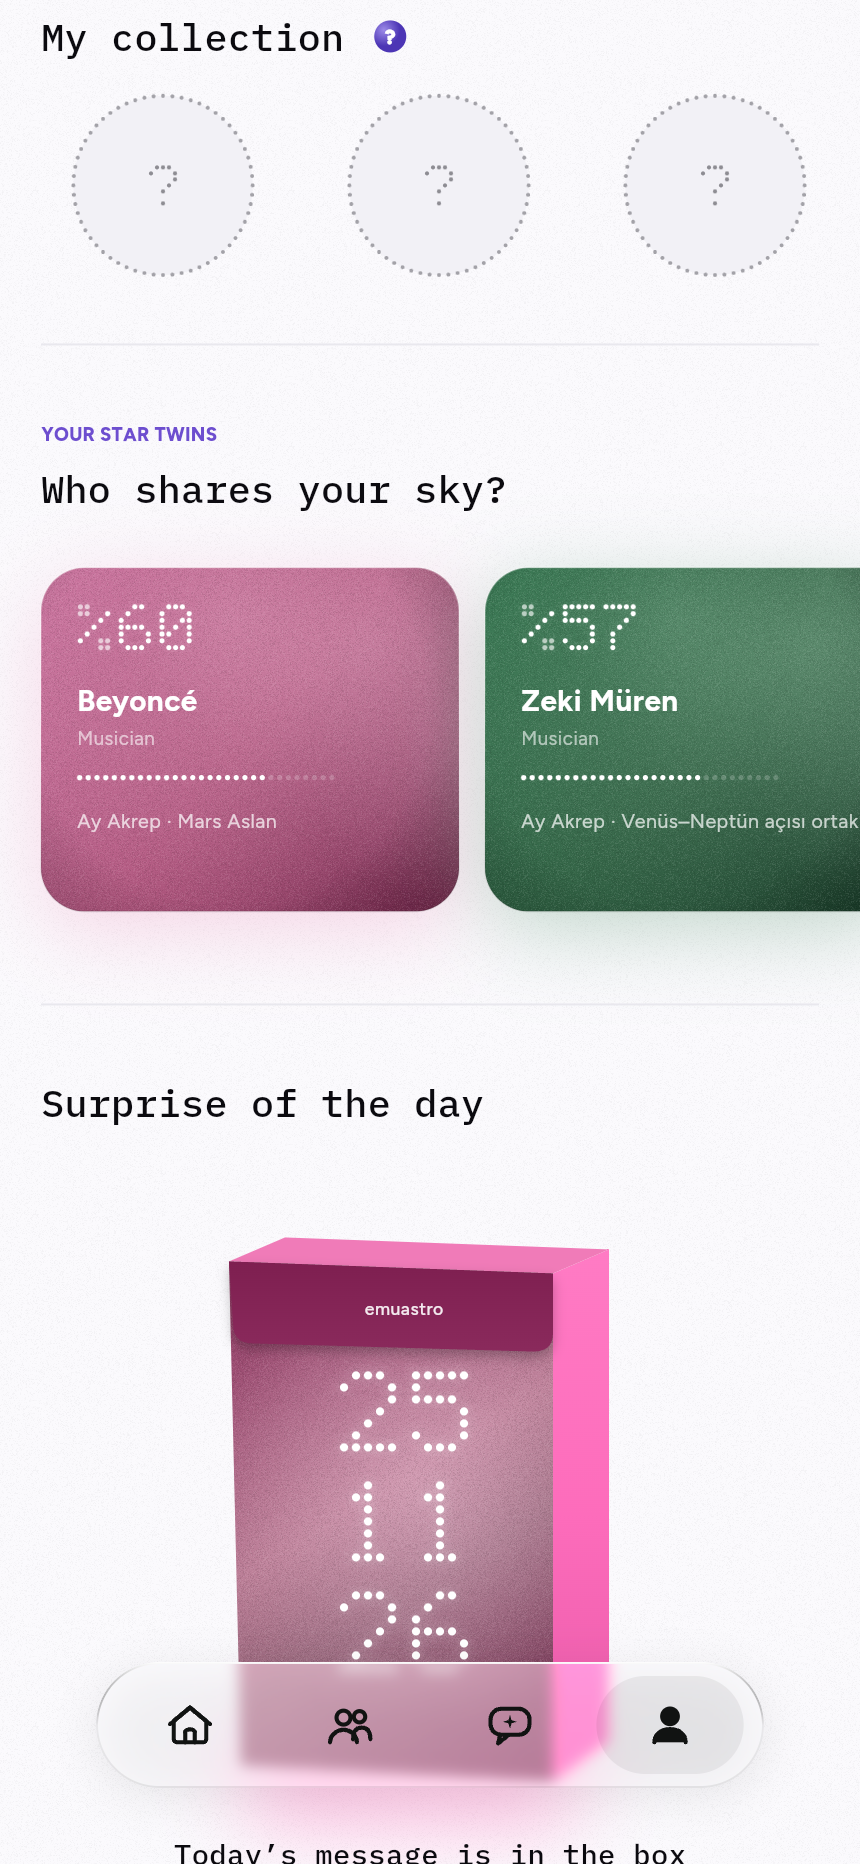 My collection ?
? ? ?
YOUR STAR TWINS
Who shares your sky?
%60
Beyoncé
Musician
Ay Akrep · Mars Aslan
%57
Zeki Müren
Musician
Ay Akrep · Venüs–Neptün açısı ortak
Surprise of the day
emuastro
25
11
26
Today’s message is in the box